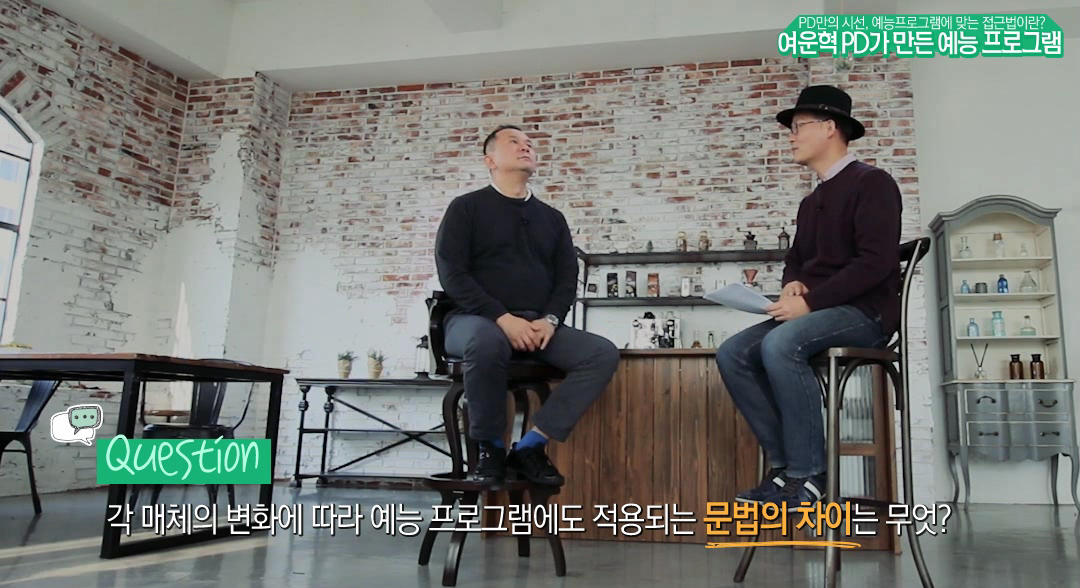 PD만의 시선, 예능프로그램에 맞는 접근법이란?
여운혁 PD가 만든 예능 프로그램
Question
각 매체의 변화에 따라 예능 프로그램에도 적용되는 문법의 차이는 무엇?